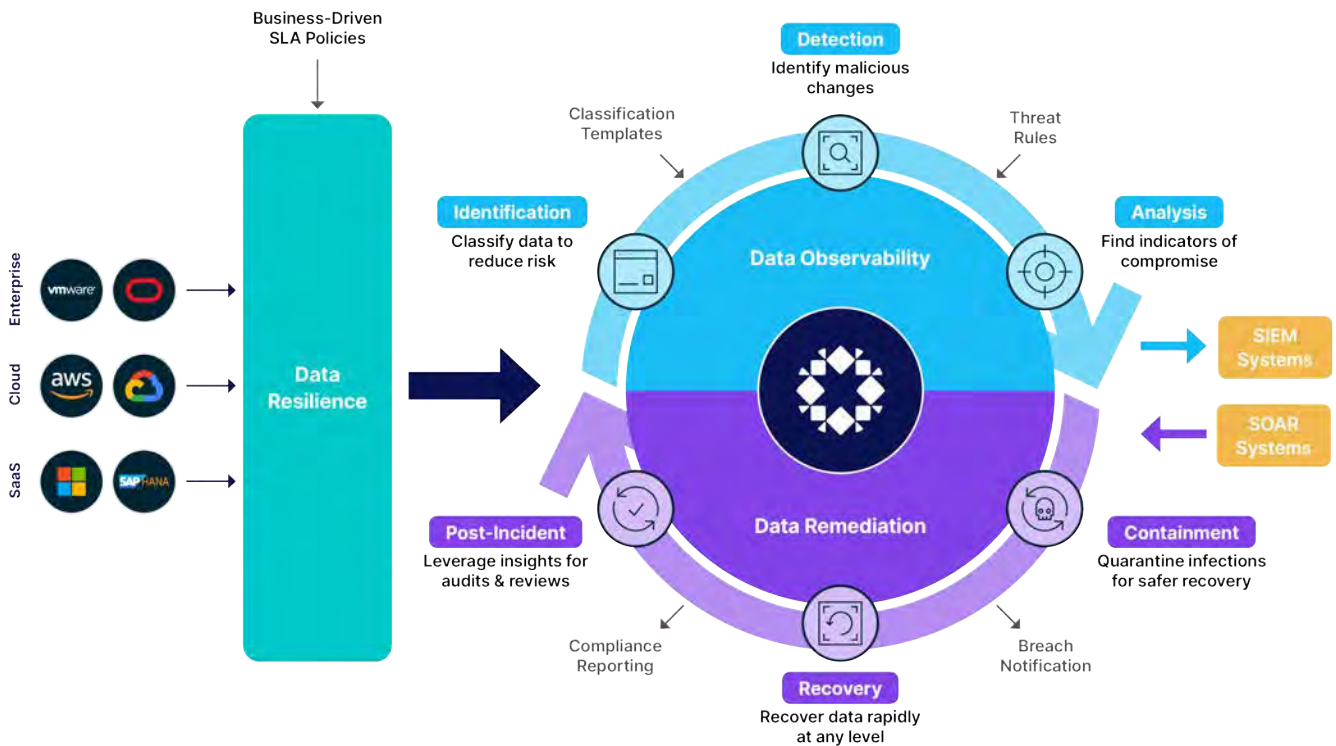 Business-Driven
SLA Policies
Enterprise
vmware
Cloud
aws
SaaS
SAP HANA
Data
Resilience
Detection
Identify malicious
changes
Classification
Templates
Threat
Rules
Identification
Classify data to
reduce risk
Analysis
Find indicators of
compromise
Data Observability
SIEM
Systems
SOAR
Systems
Data Remediation
Post-Incident
Leverage insights for
audits & reviews
Containment
Quarantine infections
for safer recovery
Compliance
Reporting
Breach
Notification
Recovery
Recover data rapidly
at any level